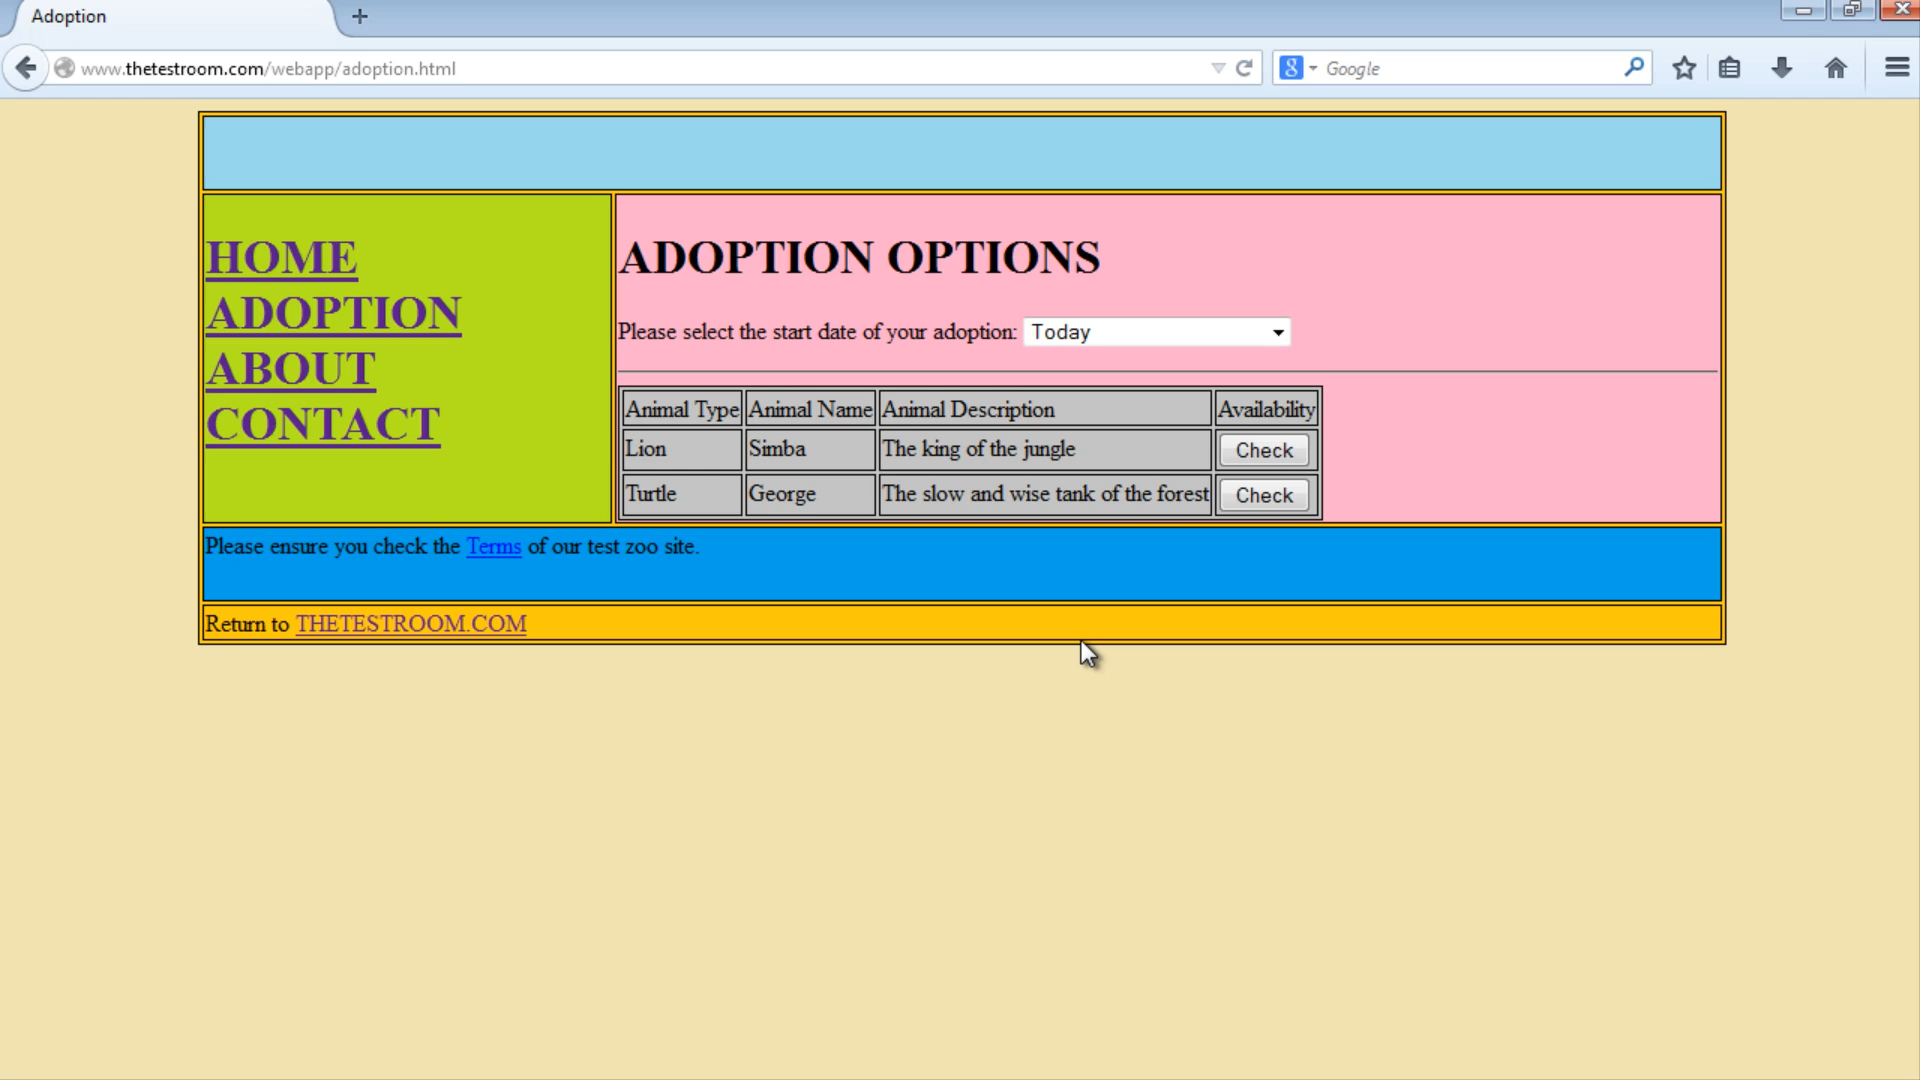 Adoption
www.thetestroom.com/webapp/adoption.html
8 Google
HOME
ADOPTION
ABOUT
CONTACT
ADOPTION OPTIONS
Please select the start date of your adoption: Today
Animal Type Animal Name Animal Description Availability
Lion Simba The king of the jungle Check
Turtle George The slow and wise tank of the forest Check
Please ensure you check the Terms of our test zoo site.
Return to THETESTROOM.COM